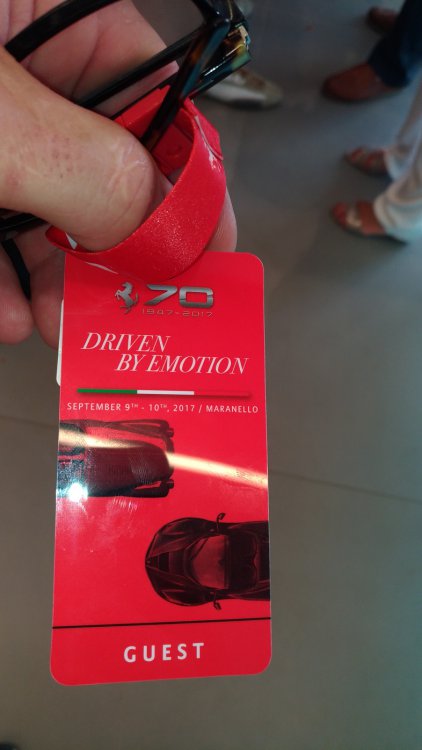 70
1947-2017
DRIVEN
BY EMOTION
SEPTEMBER 9TH - 10TH, 2017 / MARANELLO
GUEST